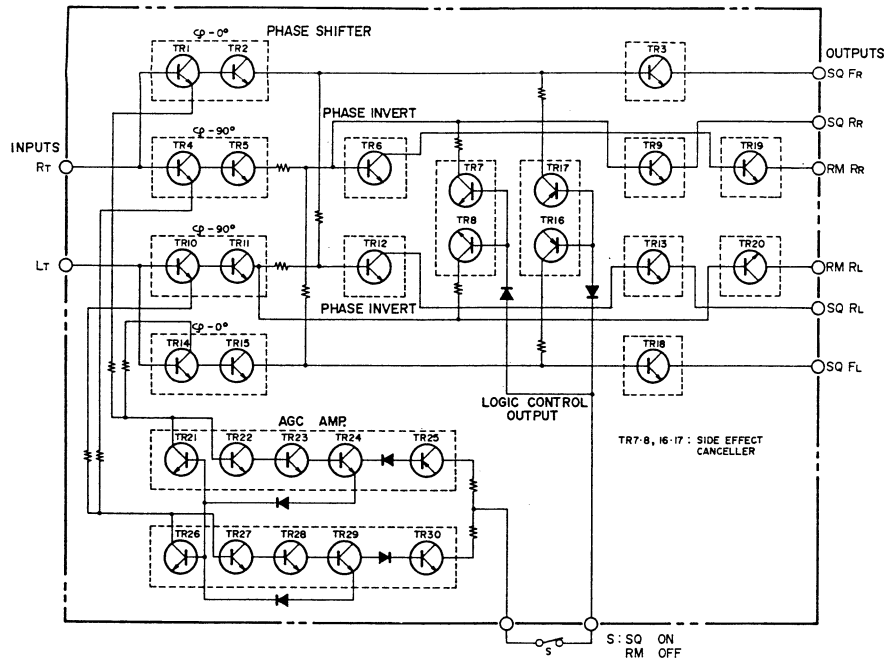 φ-0° PHASE SHIFTER
TR1 TR2 TR3 OUTPUTS
SQ FR
PHASE INVERT SQ RR
INPUTS φ-90°
RT TR4 TR5 TR6 TR7 TR17 TR9 TR19 RM RR
φ-90° TR8 TR16
LT TR10 TR11 TR12 TR13 TR20 RM RL
PHASE INVERT SQ RL
φ-0°
TR14 TR15 TR18 SQ FL
LOGIC CONTROL
OUTPUT
AGC AMP.
TR21 TR22 TR23 TR24 TR25
TR7·8, 16·17 : SIDE EFFECT
CANCELLER
TR26 TR27 TR28 TR29 TR30
S
S : SQ ON
RM OFF